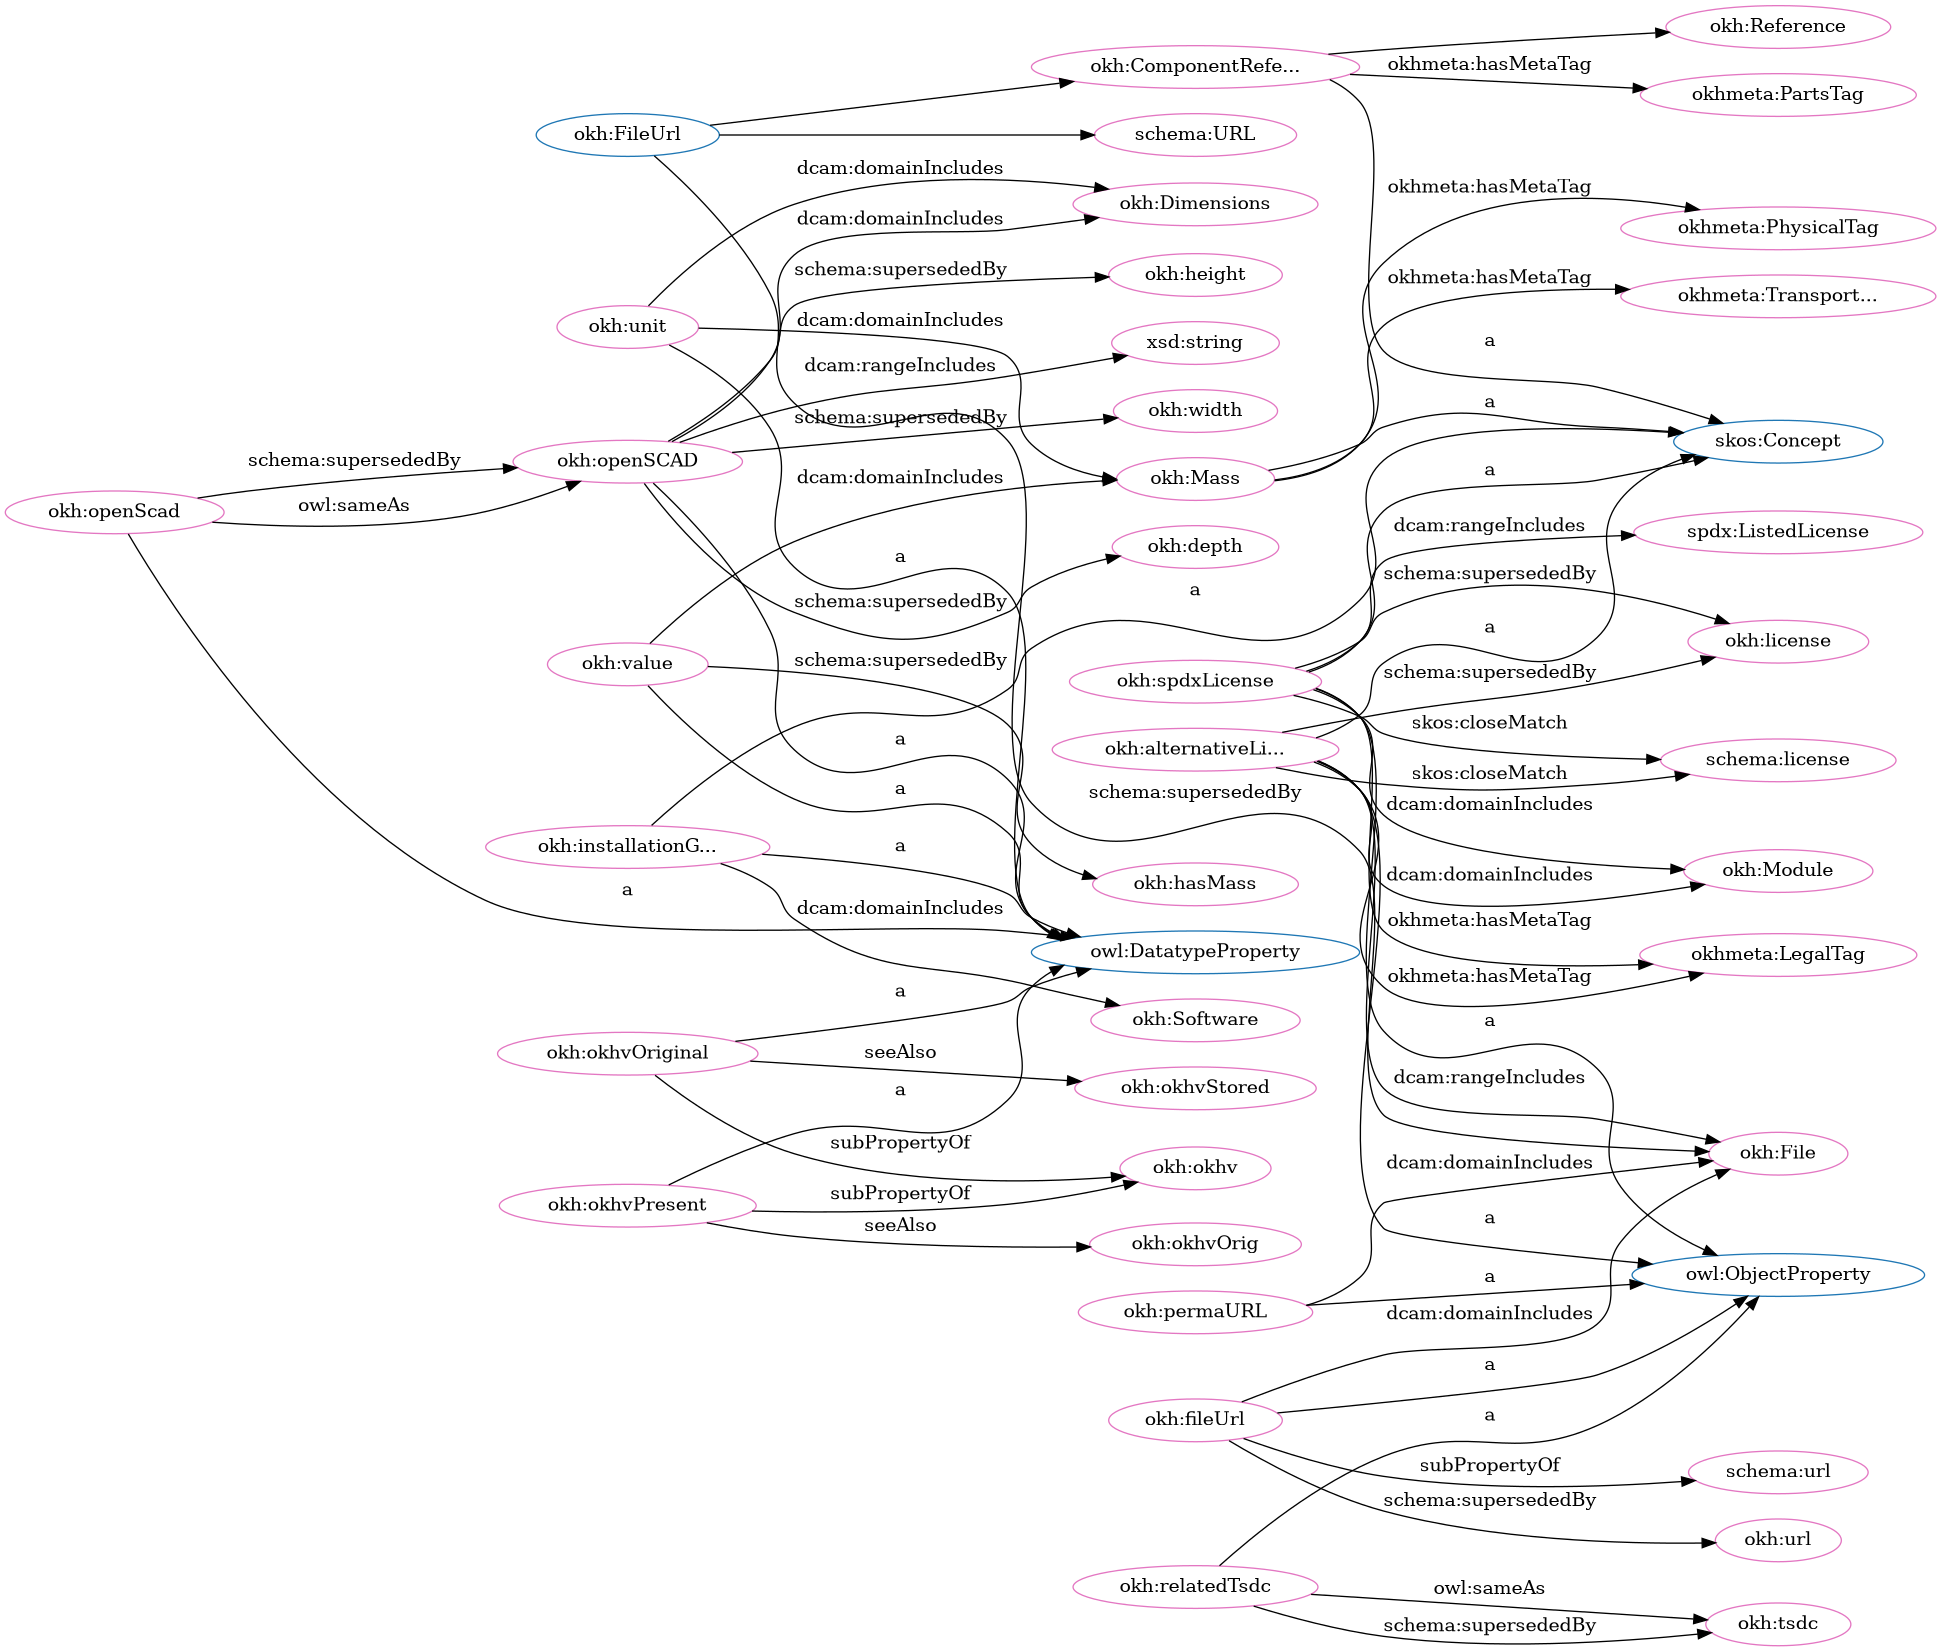 okh:Reference
okh:ComponentRefe...
okhmeta:hasMetaTag
okhmeta:PartsTag
okh:FileUrl
schema:URL
dcam:domainIncludes
okhmeta:hasMetaTag
okh:Dimensions
dcam:domainIncludes
okhmeta:PhysicalTag
schema:supersededBy
okh:height
okhmeta:hasMetaTag
okhmeta:Transport...
okh:unit
dcam:domainIncludes
xsd:string
a
dcam:rangeIncludes
a
okh:width
schema:supersededBy
skos:Concept
schema:supersededBy
okh:openSCAD
a
dcam:domainIncludes
okh:Mass
owl:sameAs
okh:openScad
dcam:rangeIncludes
spdx:ListedLicense
a
okh:depth
schema:supersededBy
a
schema:supersededBy
a
okh:license
okh:value
schema:supersededBy
schema:supersededBy
okh:spdxLicense
skos:closeMatch
a
okh:alternativeLi...
schema:license
skos:closeMatch
a
schema:supersededBy
dcam:domainIncludes
okh:installationG...
a
okh:Module
dcam:domainIncludes
okh:hasMass
a
dcam:domainIncludes
okhmeta:hasMetaTag
owl:DatatypeProperty
okhmeta:LegalTag
okhmeta:hasMetaTag
a
okh:Software
a
okh:okhvOriginal
seeAlso
dcam:rangeIncludes
okh:okhvStored
a
subPropertyOf
okh:File
dcam:domainIncludes
okh:okhv
subPropertyOf
okh:okhvPresent
a
seeAlso
okh:okhvOrig
a
owl:ObjectProperty
okh:permaURL
dcam:domainIncludes
a
a
okh:fileUrl
subPropertyOf
schema:url
schema:supersededBy
okh:url
okh:relatedTsdc
owl:sameAs
schema:supersededBy
okh:tsdc